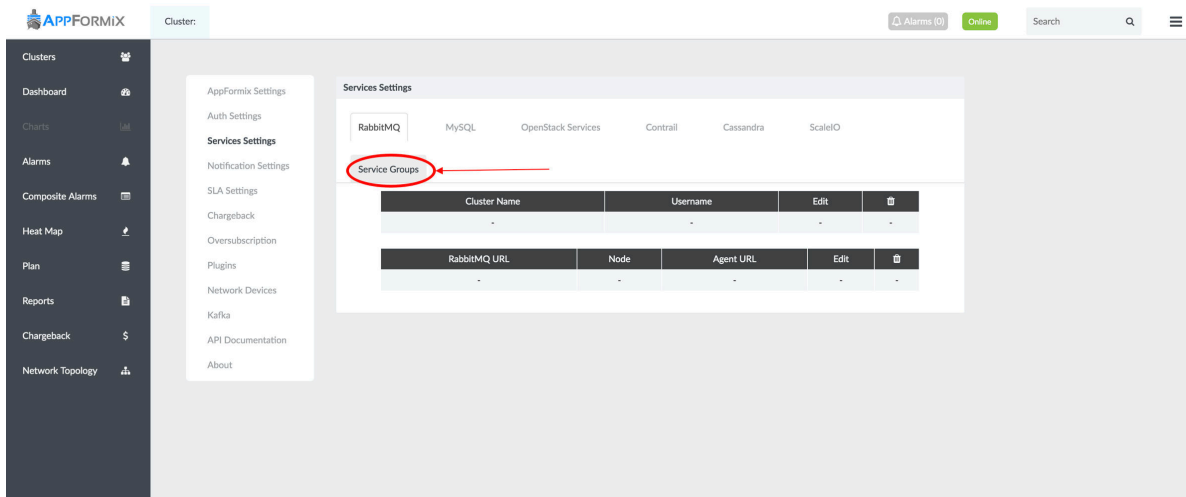 APPFORMIX
Cluster:
Alarms (0)
Online
Search
Clusters
Dashboard
Charts
Alarms
Composite Alarms
Heat Map
Plan
Reports
Chargeback
Network Topology
AppFormix Settings
Auth Settings
Services Settings
Notification Settings
SLA Settings
Chargeback
Oversubscription
Plugins
Network Devices
Kafka
API Documentation
About
Services Settings
RabbitMQ MySQL OpenStack Services Contrail Cassandra ScaleIO
Service Groups
Cluster Name Username Edit
- - - -
RabbitMQ URL Node Agent URL Edit
- - - - -